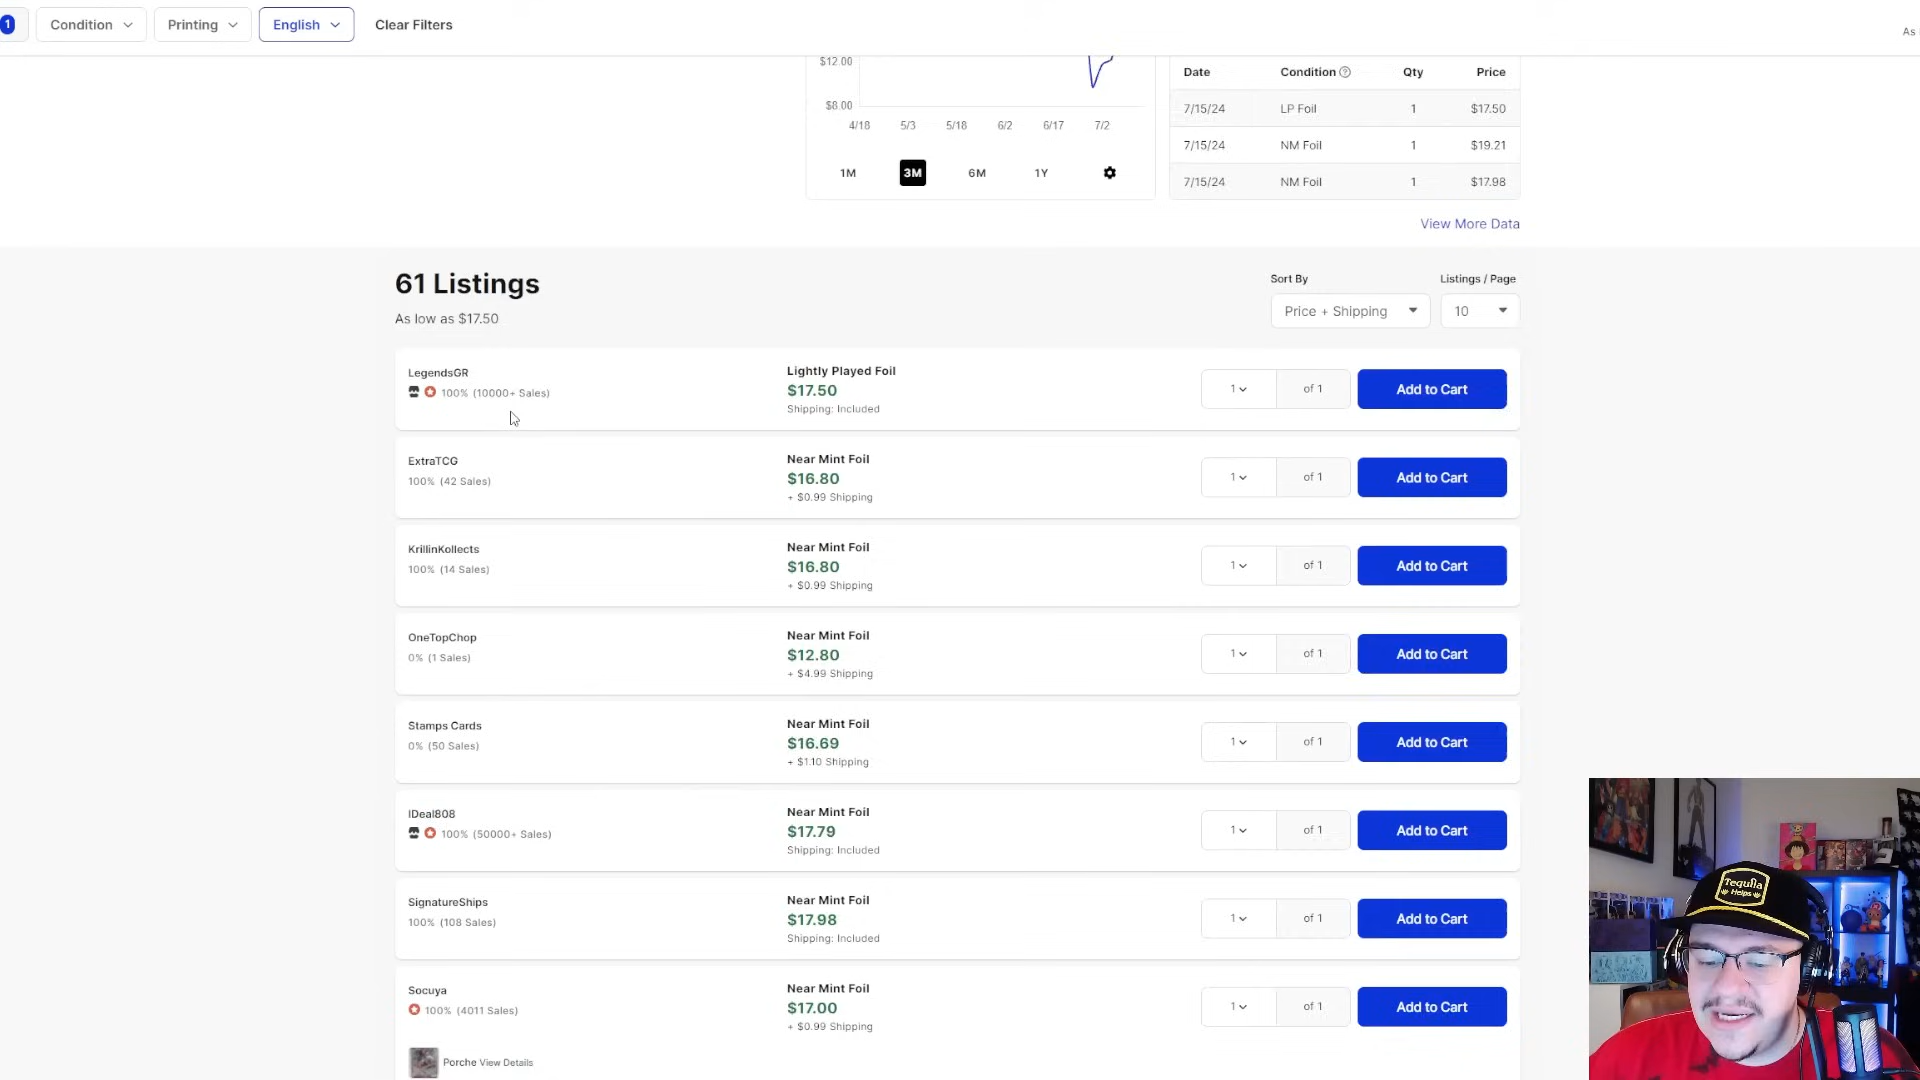 1 Condition Printing English Clear Filters
As
$12.00
$8.00
4/18 5/3 5/18 6/2 6/17 7/2
1M 3M 6M 1Y
Date Condition Qty Price
7/15/24 LP Foil 1 $17.50
7/15/24 NM Foil 1 $19.21
7/15/24 NM Foil 1 $17.98
View More Data
61 Listings
As low as $17.50
Sort By Listings / Page
Price + Shipping 10
LegendsGR
100% (10000+ Sales)
Lightly Played Foil
$17.50
Shipping: Included
1 of 1 Add to Cart
ExtraTCG
100% (42 Sales)
Near Mint Foil
$16.80
+ $0.99 Shipping
1 of 1 Add to Cart
KrillinKollects
100% (14 Sales)
Near Mint Foil
$16.80
+ $0.99 Shipping
1 of 1 Add to Cart
OneTopChop
0% (1 Sales)
Near Mint Foil
$12.80
+ $4.99 Shipping
1 of 1 Add to Cart
Stamps Cards
0% (50 Sales)
Near Mint Foil
$16.69
+ $1.10 Shipping
1 of 1 Add to Cart
iDeal808
100% (50000+ Sales)
Near Mint Foil
$17.79
Shipping: Included
1 of 1 Add to Cart
SignatureShips
100% (108 Sales)
Near Mint Foil
$17.98
Shipping: Included
1 of 1 Add to Cart
Socuya
100% (4011 Sales)
Near Mint Foil
$17.00
+ $0.99 Shipping
1 of 1 Add to Cart
Porche View Details
Tequila
Helps